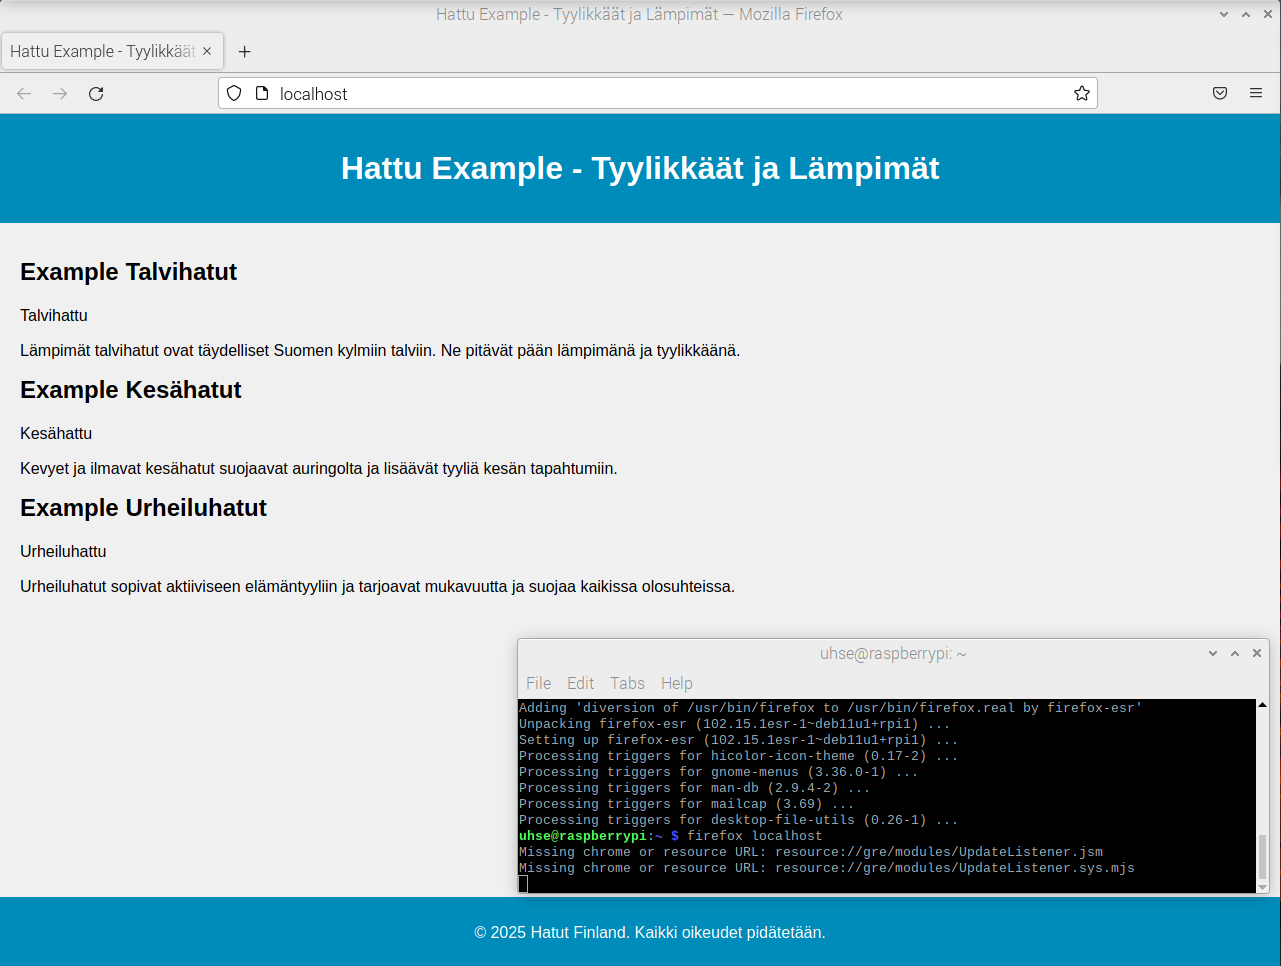 Hattu Example - Tyylikkäät ja Lämpimät — Mozilla Firefox
Hattu Example - Tyylikkäät
localhost
Hattu Example - Tyylikkäät ja Lämpimät
Example Talvihatut
Talvihattu
Lämpimät talvihatut ovat täydelliset Suomen kylmiin talviin. Ne pitävät pään lämpimänä ja tyylikkäänä.
Example Kesähatut
Kesähattu
Kevyet ja ilmavat kesähatut suojaavat auringolta ja lisäävät tyyliä kesän tapahtumiin.
Example Urheiluhatut
Urheiluhattu
Urheiluhatut sopivat aktiiviseen elämäntyyliin ja tarjoavat mukavuutta ja suojaa kaikissa olosuhteissa.
uhse@raspberrypi: ~
File Edit Tabs Help
Adding 'diversion of /usr/bin/firefox to /usr/bin/firefox.real by firefox-esr'
Unpacking firefox-esr (102.15.1esr-1~deb11u1+rpi1) ...
Setting up firefox-esr (102.15.1esr-1~deb11u1+rpi1) ...
Processing triggers for hicolor-icon-theme (0.17-2) ...
Processing triggers for gnome-menus (3.36.0-1) ...
Processing triggers for man-db (2.9.4-2) ...
Processing triggers for mailcap (3.69) ...
Processing triggers for desktop-file-utils (0.26-1) ...
uhse@raspberrypi:~ $ firefox localhost
Missing chrome or resource URL: resource://gre/modules/UpdateListener.jsm
Missing chrome or resource URL: resource://gre/modules/UpdateListener.sys.mjs
© 2025 Hatut Finland. Kaikki oikeudet pidätetään.